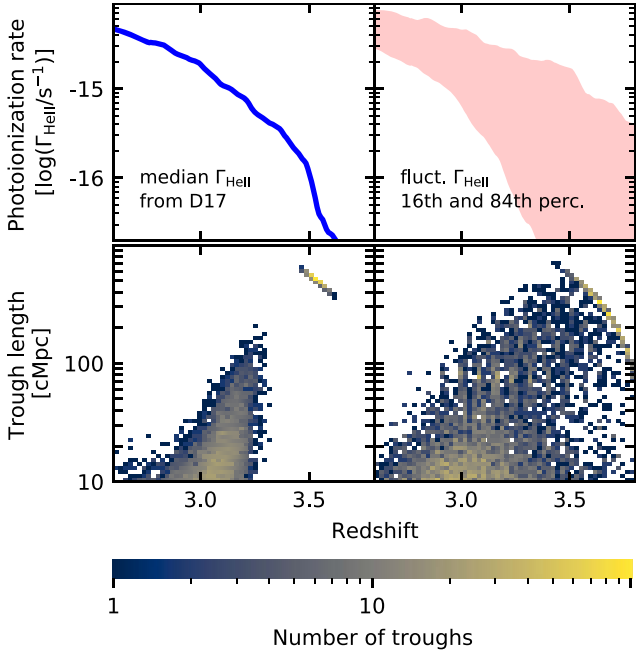 Photoionization rate
[log(Γ_HeII/s⁻¹)]
-15
-16
median Γ_HeII
from D17
fluct. Γ_HeII
16th and 84th perc.
Trough length
[cMpc]
100
10
3.0
3.5
3.0
3.5
Redshift
1
10
Number of troughs